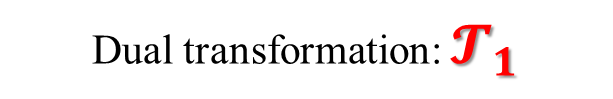 Dual transformation: 𝒯₁